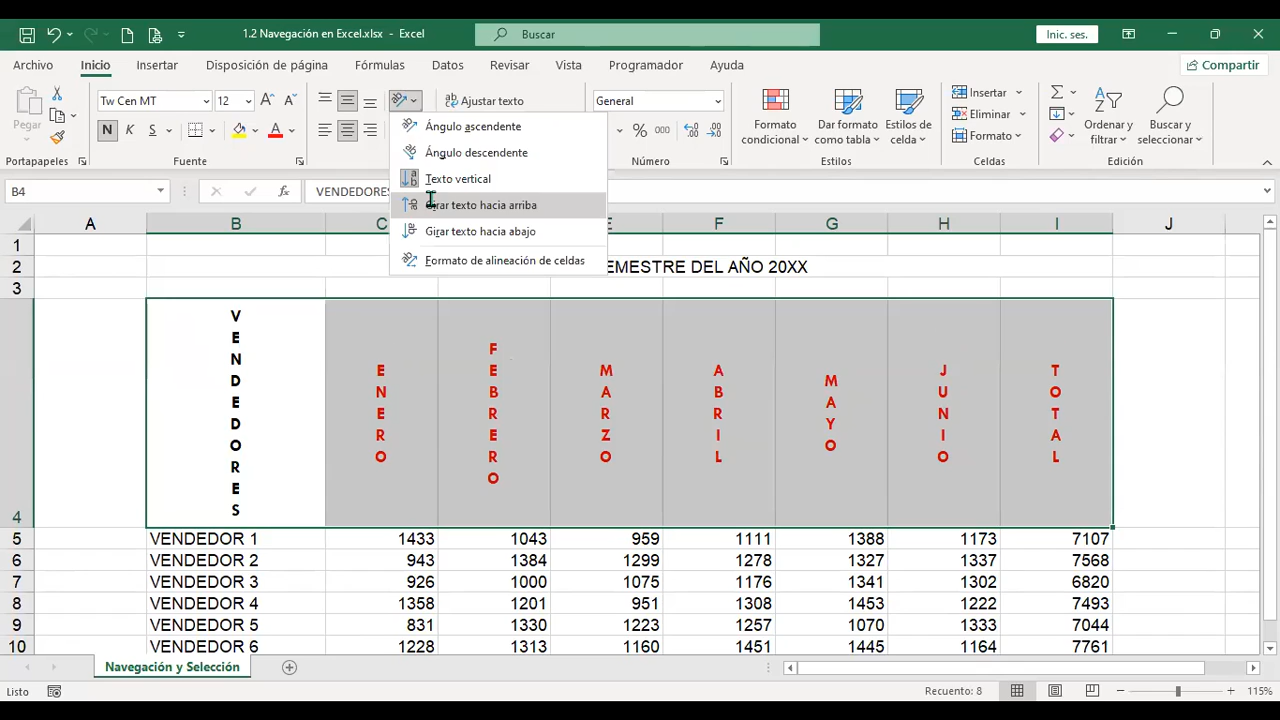 1.2 Navegación en Excel.xlsx - Excel
Buscar
Inic. ses.
Archivo Inicio Insertar Disposición de página Fórmulas Datos Revisar Vista Programador Ayuda Compartir
Pegar
Portapapeles
Tw Cen MT 12
N K S
Fuente
Ajustar texto
Ángulo ascendente
Ángulo descendente
Texto vertical
Girar texto hacia arriba
Girar texto hacia abajo
Formato de alineación de celdas
General
% 000
Número
Formato condicional
Dar formato como tabla
Estilos de celda
Estilos
Insertar
Eliminar
Formato
Celdas
Ordenar y filtrar
Buscar y seleccionar
Edición
B4 VENDEDORES
A B C E F G H I J
1
2 EMESTRE DEL AÑO 20XX
3
4 VENDEDORES ENERO FEBRERO MARZO ABRIL MAYO JUNIO TOTAL
5 VENDEDOR 1 1433 1043 959 1111 1388 1173 7107
6 VENDEDOR 2 943 1384 1299 1278 1327 1337 7568
7 VENDEDOR 3 926 1000 1075 1176 1341 1302 6820
8 VENDEDOR 4 1358 1201 951 1308 1453 1222 7493
9 VENDEDOR 5 831 1330 1223 1257 1070 1333 7044
10 VENDEDOR 6 1228 1313 1160 1451 1445 1164 7761
Navegación y Selección
Listo
Recuento: 8
115%